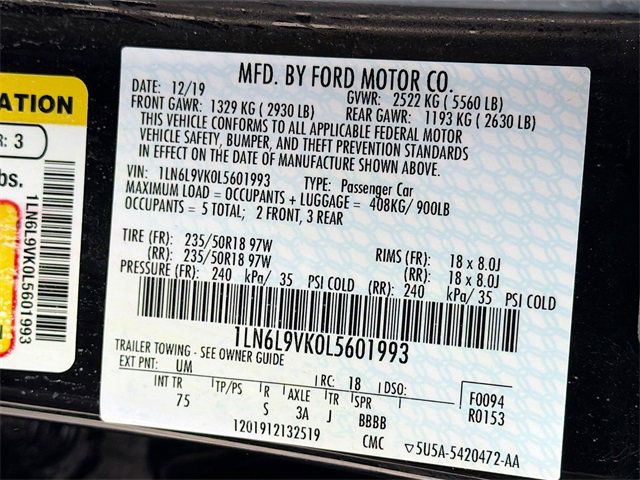 MFD. BY FORD MOTOR CO.
DATE: 12/19 GVWR: 2522 KG ( 5560 LB)
FRONT GAWR: 1329 KG ( 2930 LB) REAR GAWR: 1193 KG ( 2630 LB)
THIS VEHICLE CONFORMS TO ALL APPLICABLE FEDERAL MOTOR
VEHICLE SAFETY, BUMPER, AND THEFT PREVENTION STANDARDS
IN EFFECT ON THE DATE OF MANUFACTURE SHOWN ABOVE.
VIN: 1LN6L9VK0L5601993 TYPE: Passenger Car
MAXIMUM LOAD = OCCUPANTS + LUGGAGE = 408KG/ 900LB
OCCUPANTS = 5 TOTAL; 2 FRONT, 3 REAR
TIRE (FR): 235/50R18 97W RIMS (FR): 18 x 8.0J
(RR): 235/50R18 97W (RR): 18 x 8.0J
PRESSURE (FR): 240 kPa/ 35 PSI COLD (RR): 240 kPa/ 35 PSI COLD
1LN6L9VK0L5601993
TRAILER TOWING - SEE OWNER GUIDE
EXT PNT: UM RC: 18 DSO: F0094
INT TR TP/PS R AXLE TR SPR R0153
75 S 3A J BBBB
1201912132519 CMC ▽5U5A-5420472-AA
ATION
R: 3
bs.
1LN6L9VK0L5601993